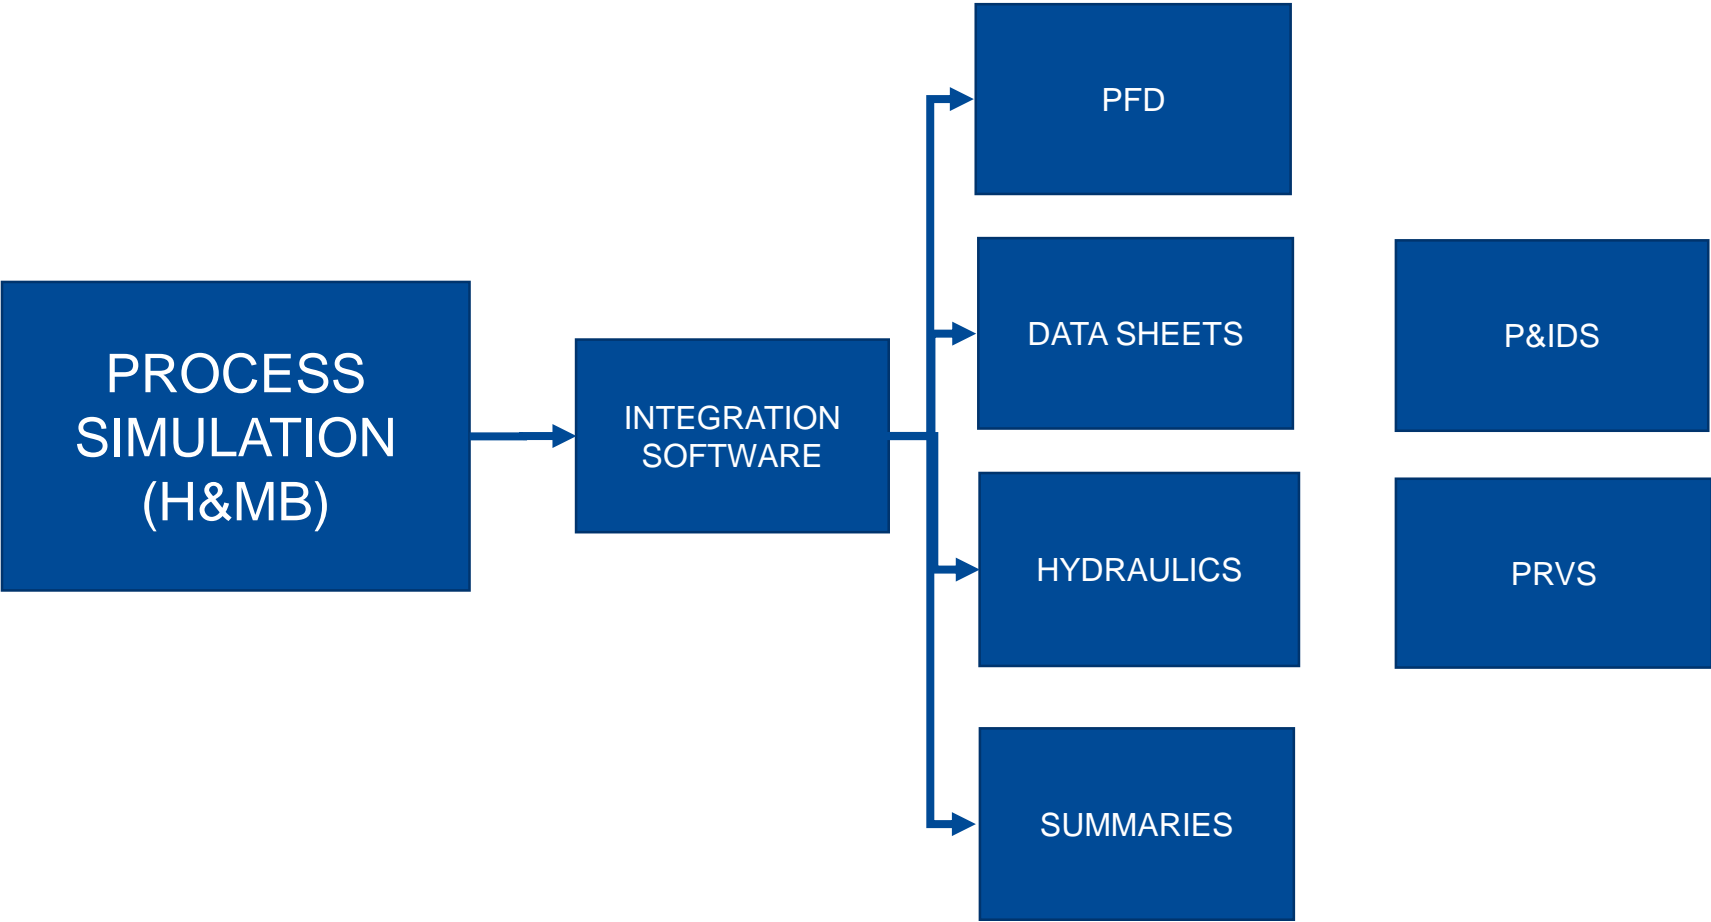 PROCESS
SIMULATION
(H&MB)
INTEGRATION
SOFTWARE
PFD
DATA SHEETS
HYDRAULICS
SUMMARIES
P&IDS
PRVS